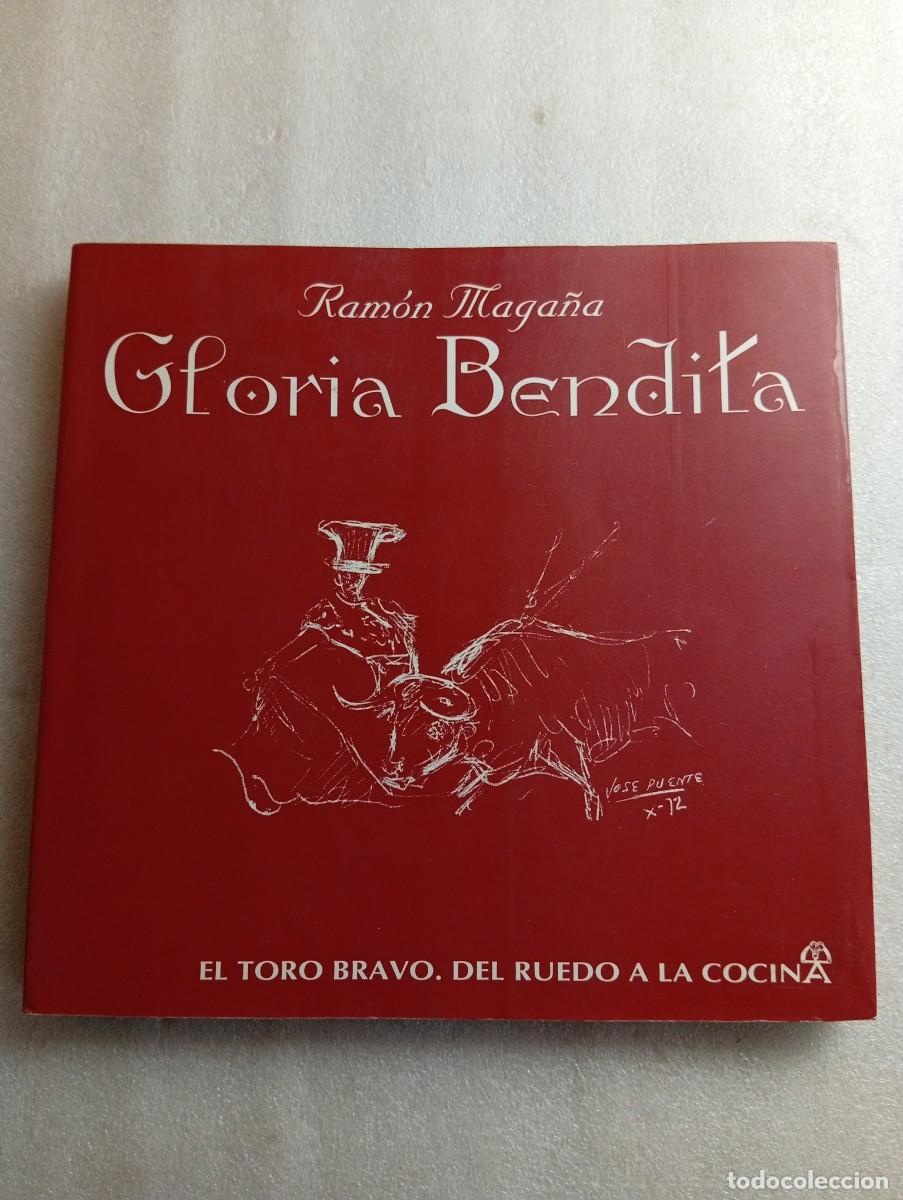 Ramón Magaña
Gloria Bendita
JOSE PUENTE
X-72
EL TORO BRAVO. DEL RUEDO A LA COCINA
todocoleccion